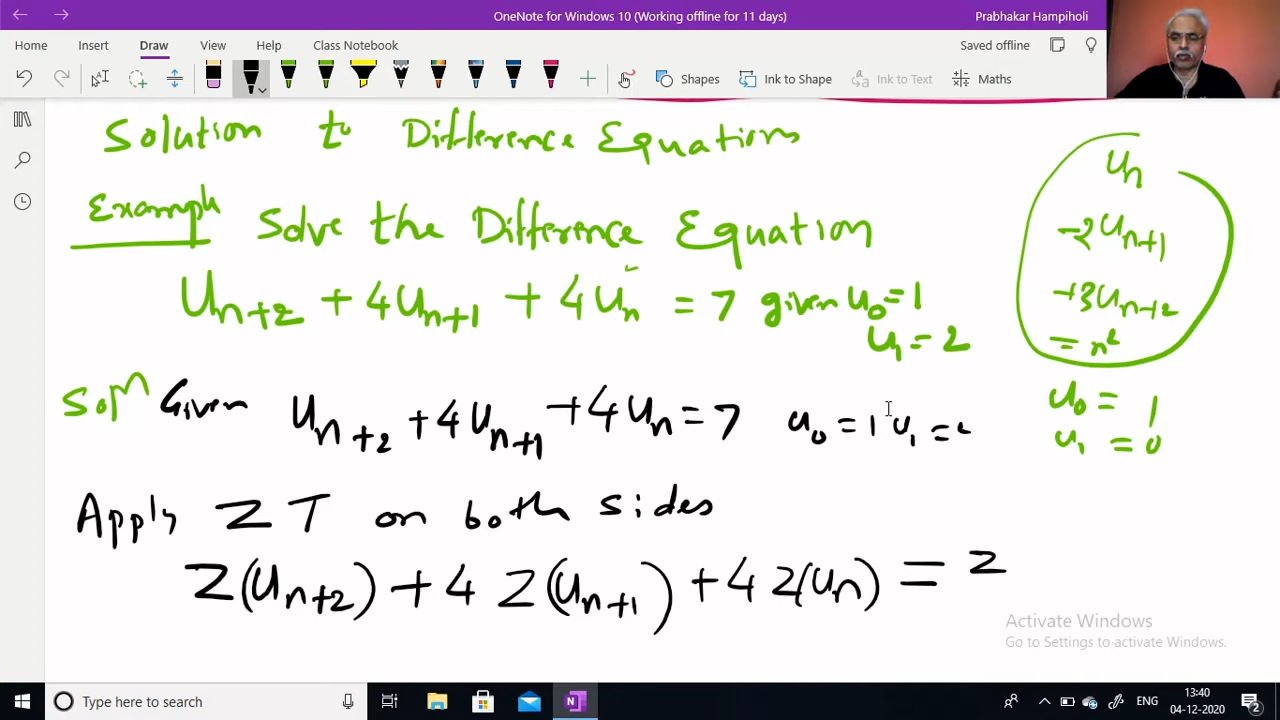 OneNote for Windows 10 (Working offline for 11 days)
Prabhakar Hampiholi
Home Insert Draw View Help Class Notebook
Saved offline
Shapes Ink to Shape Ink to Text Maths
Solution to Difference Equations
Example Solve the Difference Equation
Un+2 + 4Un+1 + 4Un = 7 given u0=1
u1 = 2
un
-2un+1
+3un+2
= n²
u0 = 1
u1 = 0
Soln Given Un+2 + 4Un+1 + 4Un = 7 u0 = 1 u1 =
Apply ZT on both sides
Z(Un+2) + 4 Z(Un+1) + 4 Z(Un) = Z
Activate Windows
Go to Settings to activate Windows.
Type here to search
ENG
13:40
04-12-2020
2